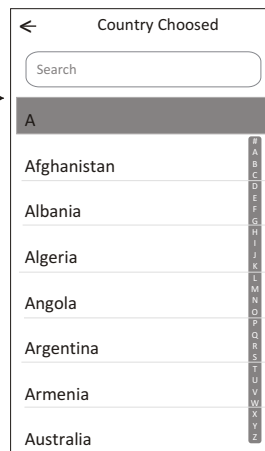 Country Choosed
Search
A
Afghanistan
Albania
Algeria
Angola
Argentina
Armenia
Australia
#
A
B
C
D
E
F
G
H
I
J
K
L
M
N
O
P
Q
R
S
T
U
V
W
X
Y
Z